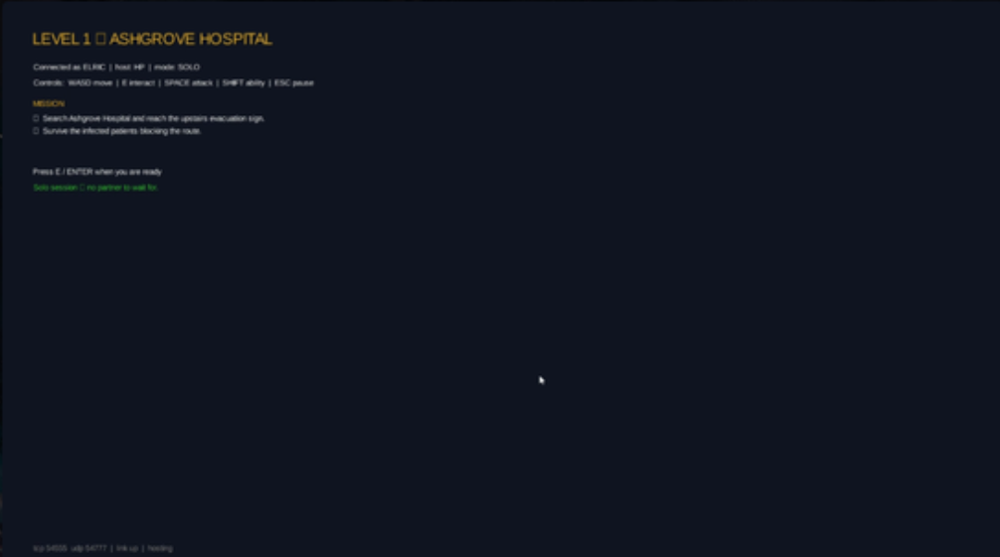 LEVEL 1 □ ASHGROVE HOSPITAL
Connected as ELRIC | host HP | mode: SOLO
Controls: WASD move | E interact | SPACE attack | SHIFT ability | ESC pause
MISSION
□ Search Ashgrove Hospital and reach the upstairs evacuation sign.
□ Survive the infected patients blocking the route.
Press E / ENTER when you are ready
Solo session □ no partner to wait for.
tcp 54555 udp 54777 | link up | hosting